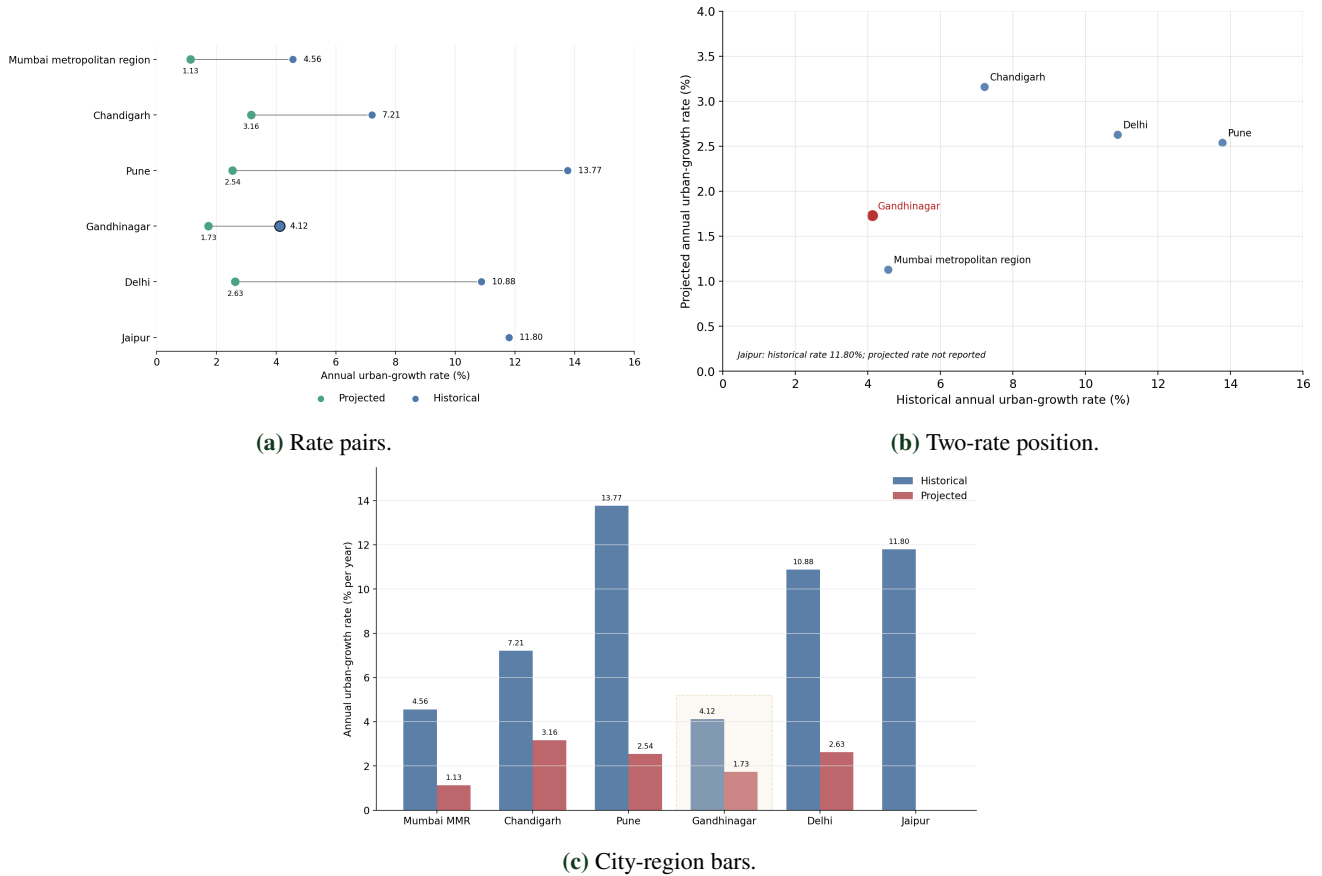 Mumbai metropolitan region
1.13
4.56
Chandigarh
3.16
7.21
Pune
2.54
13.77
Gandhinagar
1.73
4.12
Delhi
2.63
10.88
Jaipur
11.80
0 2 4 6 8 10 12 14 16
Annual urban-growth rate (%)
Projected Historical
(a) Rate pairs.
Projected annual urban-growth rate (%)
4.0
3.5
3.0
2.5
2.0
1.5
1.0
0.5
0.0
Chandigarh
Delhi
Pune
Gandhinagar
Mumbai metropolitan region
Jaipur: historical rate 11.80%; projected rate not reported
0 2 4 6 8 10 12 14 16
Historical annual urban-growth rate (%)
(b) Two-rate position.
Annual urban-growth rate (% per year)
14
12
10
8
6
4
2
0
Historical
Projected
4.56
1.13
7.21
3.16
13.77
2.54
4.12
1.73
10.88
2.63
11.80
Mumbai MMR Chandigarh Pune Gandhinagar Delhi Jaipur
(c) City-region bars.